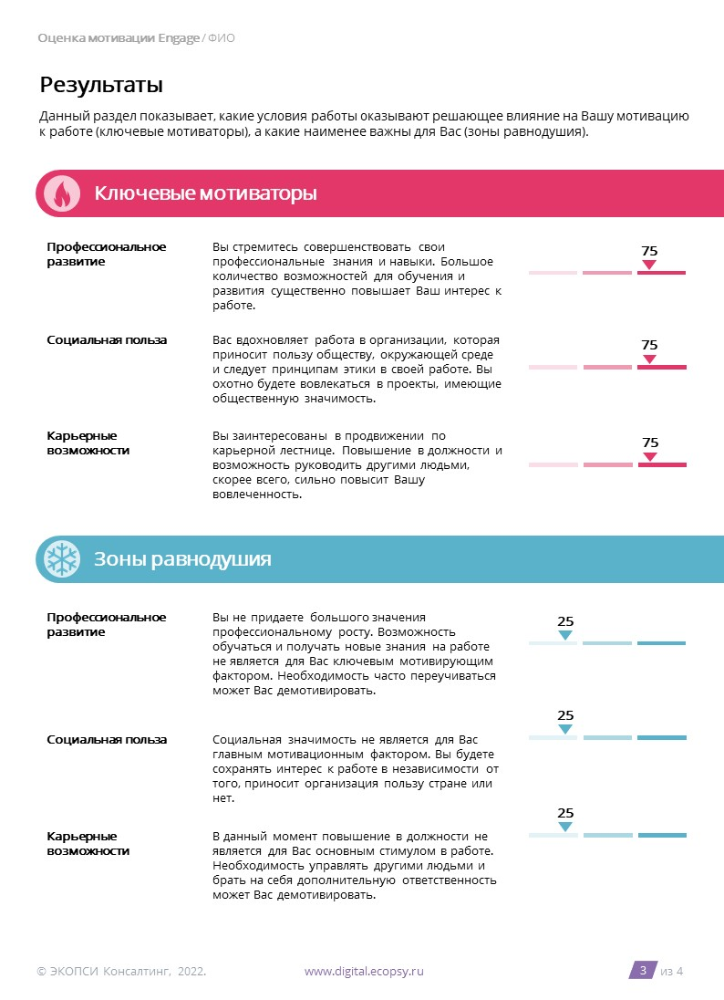 Оценка мотивации Engage / ФИО
Результаты
Данный раздел показывает, какие условия работы оказывают решающее влияние на Вашу мотивацию
к работе (ключевые мотиваторы), а какие наименее важны для Вас (зоны равнодушия).
Ключевые мотиваторы
Профессиональное
развитие
Вы стремитесь совершенствовать свои
профессиональные знания и навыки. Большое
количество возможностей для обучения и
развития существенно повышает Ваш интерес к
работе.
75
Социальная польза
Вас вдохновляет работа в организации, которая
приносит пользу обществу, окружающей среде
и следует принципам этики в своей работе. Вы
охотно будете вовлекаться в проекты, имеющие
общественную значимость.
75
Карьерные
возможности
Вы заинтересованы в продвижении по
карьерной лестнице. Повышение в должности и
возможность руководить другими людьми,
скорее всего, сильно повысит Вашу
вовлеченность.
75
Зоны равнодушия
Профессиональное
развитие
Вы не придаете большого значения
профессиональному росту. Возможность
обучаться и получать новые знания на работе
не является для Вас ключевым мотивирующим
фактором. Необходимость часто переучиваться
может Вас демотивировать.
25
Социальная польза
Социальная значимость не является для Вас
главным мотивационным фактором. Вы будете
сохранять интерес к работе в независимости от
того, приносит организация пользу стране или
нет.
25
Карьерные
возможности
В данный момент повышение в должности не
является для Вас основным стимулом в работе.
Необходимость управлять другими людьми и
брать на себя дополнительную ответственность
может Вас демотивировать.
25
© ЭКОПСИ Консалтинг, 2022.
www.digital.ecopsy.ru
3 из 4